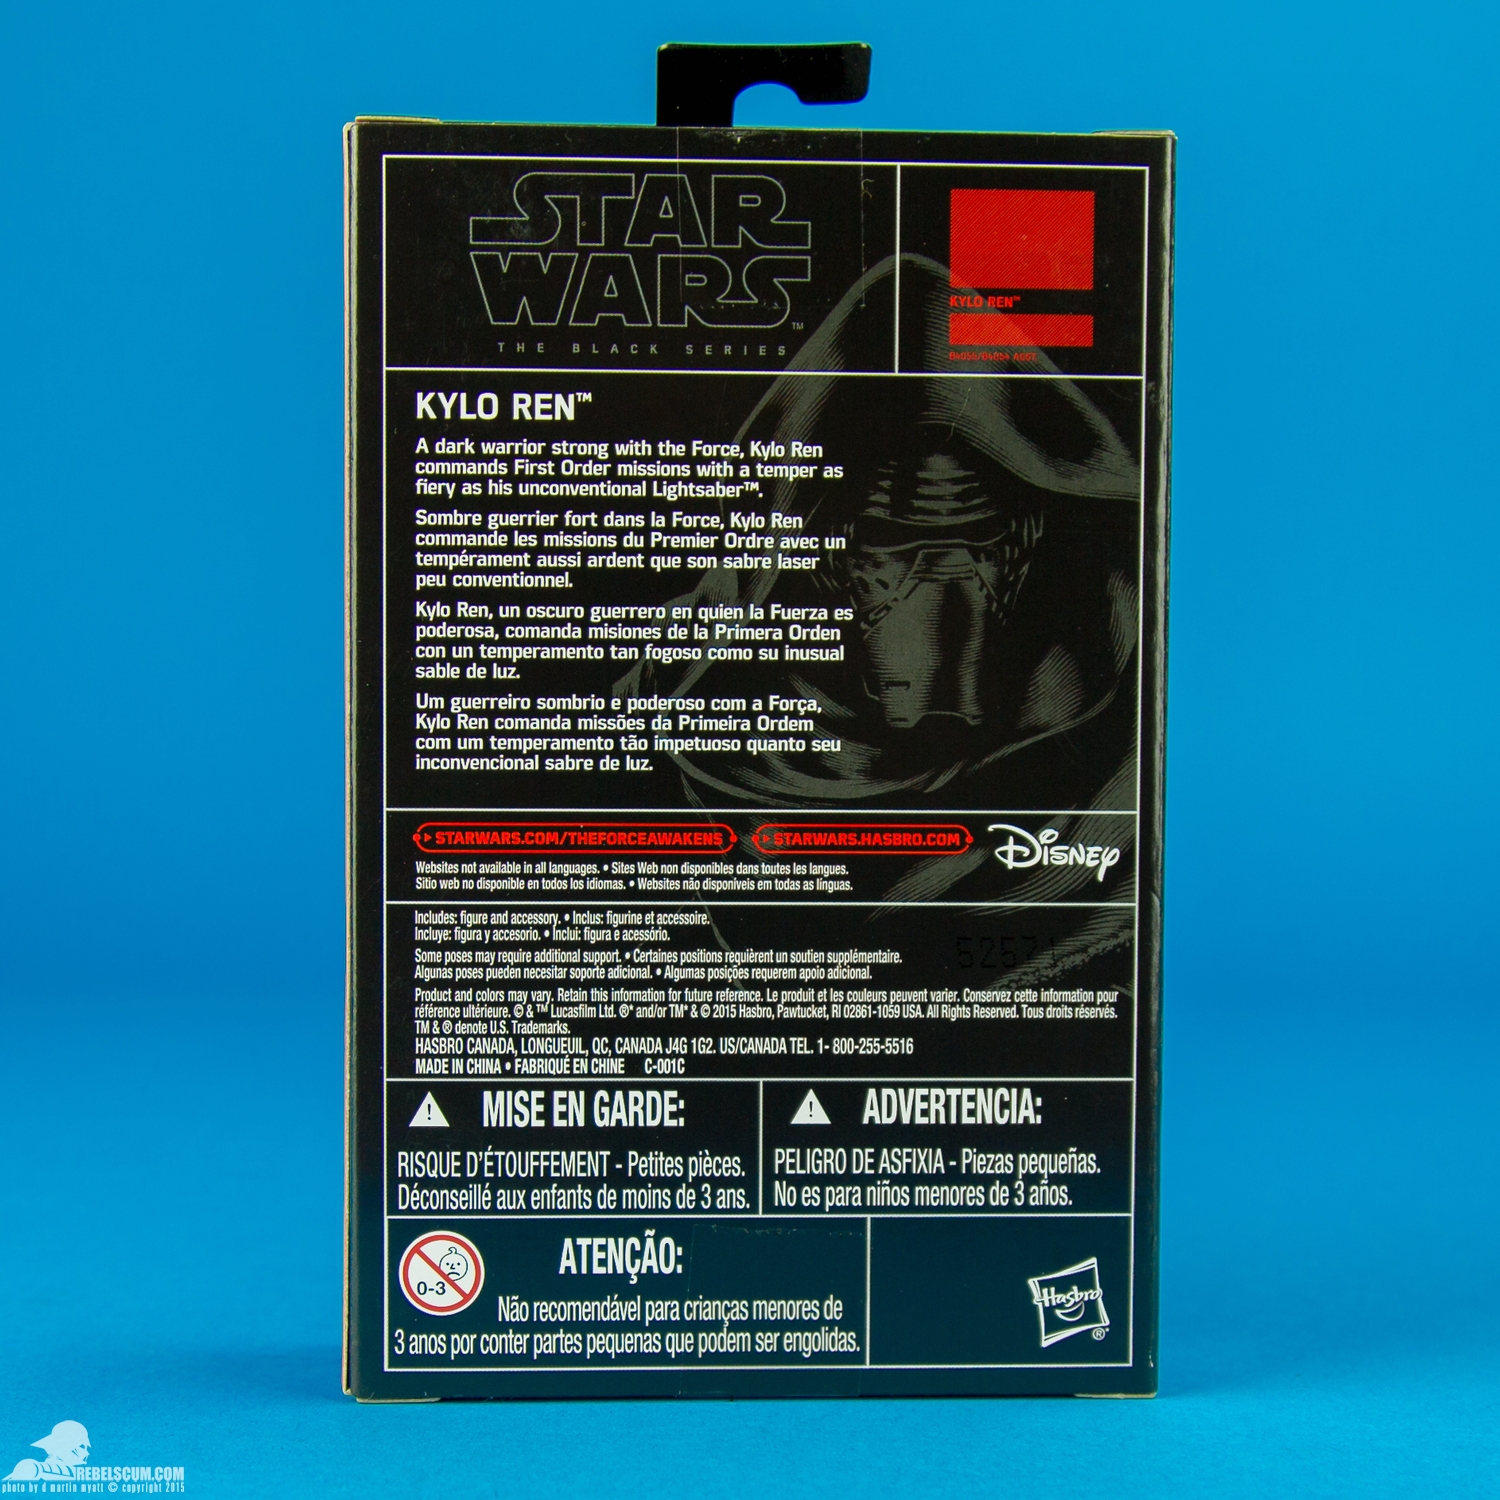 STAR
WARS™
THE BLACK SERIES
KYLO REN™
KYLO REN™
A dark warrior strong with the Force, Kylo Ren
commands First Order missions with a temper as
fiery as his unconventional Lightsaber™.
Sombre guerrier fort dans la Force, Kylo Ren
commande les missions du Premier Ordre avec un
tempérament aussi ardent que son sabre laser
peu conventionnel.
Kylo Ren, un oscuro guerrero en quien la Fuerza es
poderosa, comanda misiones de la Primera Orden
con un temperamento tan fogoso como su inusual
sable de luz.
Um guerreiro sombrio e poderoso com a Força,
Kylo Ren comanda missões da Primeira Ordem
com um temperamento tão impetuoso quanto seu
inconvencional sabre de luz.
STARWARS.COM/THEFORCEAWAKENS STARWARS.HASBRO.COM DISNEY
Websites not available in all languages. • Sites Web non disponibles dans toutes les langues.
Sitio web no disponible en todos los idiomas. • Websites não disponíveis em todas as línguas.
Includes: figure and accessory. • Inclus: figurine et accessoire.
Incluye: figura y accesorio. • Inclui: figura e acessório.
Some poses may require additional support. • Certaines positions requièrent un soutien supplémentaire.
Algunas poses pueden necesitar soporte adicional. • Algumas posições requerem apoio adicional.
Product and colors may vary. Retain this information for future reference. Le produit et les couleurs peuvent varier. Conservez cette information pour
référence ultérieure. © & ™ Lucasfilm Ltd. ®* and/or TM* & © 2015 Hasbro, Pawtucket, RI 02861-1059 USA. All Rights Reserved. Tous droits réservés.
TM & ® denote U.S. Trademarks.
HASBRO CANADA, LONGUEUIL, QC, CANADA J4G 1G2. US/CANADA TEL. 1- 800-255-5516
MADE IN CHINA • FABRIQUÉ EN CHINE C-001C
MISE EN GARDE:
RISQUE D'ÉTOUFFEMENT - Petites pièces.
Déconseillé aux enfants de moins de 3 ans.
ADVERTENCIA:
PELIGRO DE ASFIXIA - Piezas pequeñas.
No es para niños menores de 3 años.
0-3
ATENÇÃO:
Não recomendável para crianças menores de
3 anos por conter partes pequenas que podem ser engolidas.
Hasbro
®*
REBELSCUM.COM
photo by d martin myatt © copyright 2015